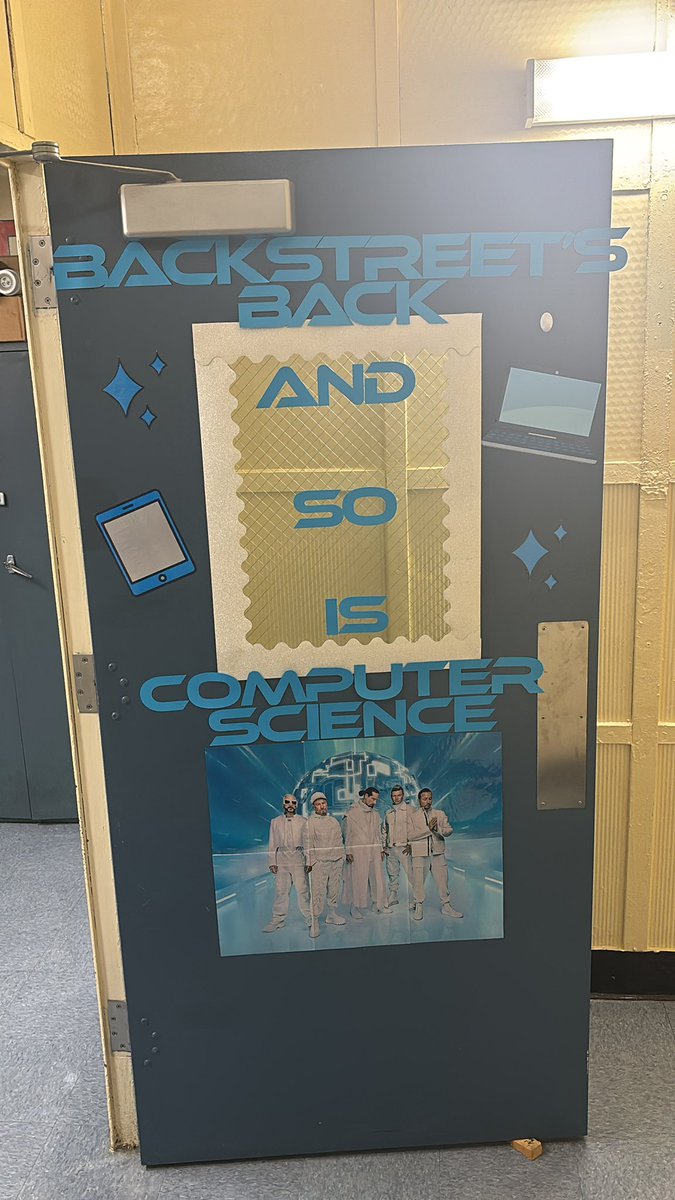 BACKSTREET'S
BACK
AND
SO
IS
COMPUTER
SCIENCE